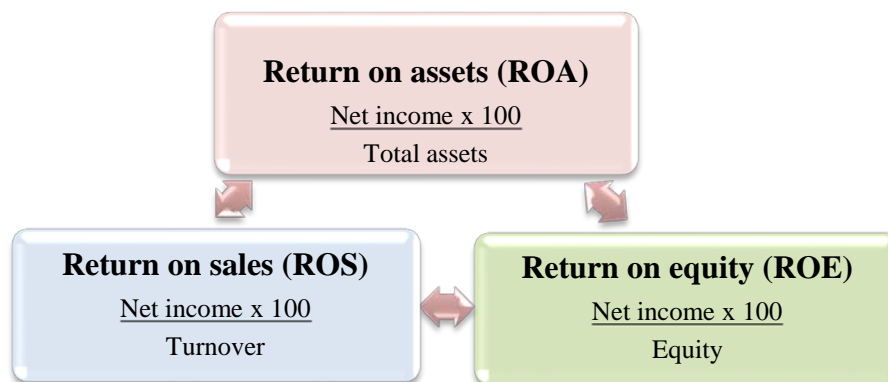 Return on assets (ROA)
Net income x 100
Total assets
Return on sales (ROS)
Net income x 100
Turnover
Return on equity (ROE)
Net income x 100
Equity